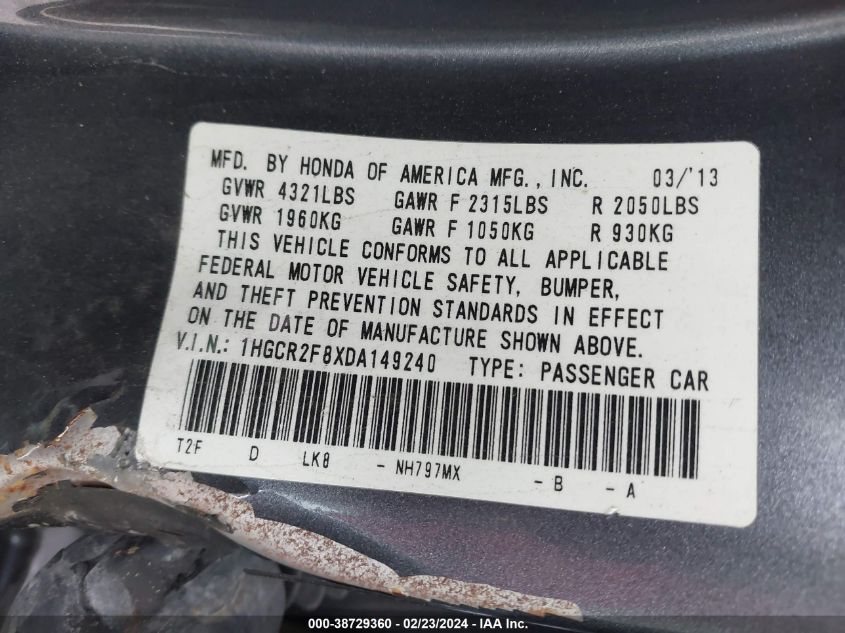 MFD. BY HONDA OF AMERICA MFG., INC. 03/'13
GVWR 4321LBS GAWR F 2315LBS R 2050LBS
GVWR 1960KG GAWR F 1050KG R 930KG
THIS VEHICLE CONFORMS TO ALL APPLICABLE
FEDERAL MOTOR VEHICLE SAFETY, BUMPER,
AND THEFT PREVENTION STANDARDS IN EFFECT
ON THE DATE OF MANUFACTURE SHOWN ABOVE.
V.I.N.: 1HGCR2F8XDA149240 TYPE: PASSENGER CAR
T2F D LK8 - NH797MX - B - A
000-38729360 - 02/23/2024 - IAA Inc.